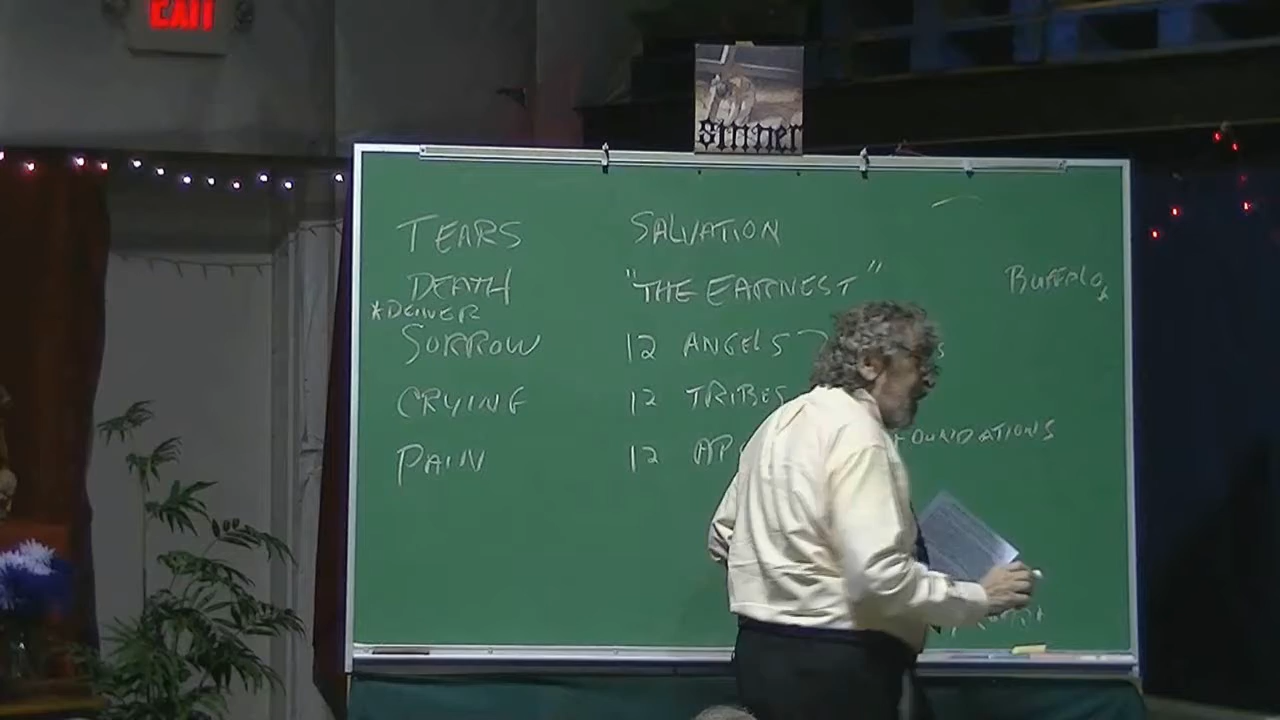 EXIT
sinner
TEARS SALVATION
DEATH "THE EARNEST" BUFFALO
*DELIVER
SORROW 12 ANGELS
CRYING 12 TRIBES
PAIN 12 FOUNDATIONS